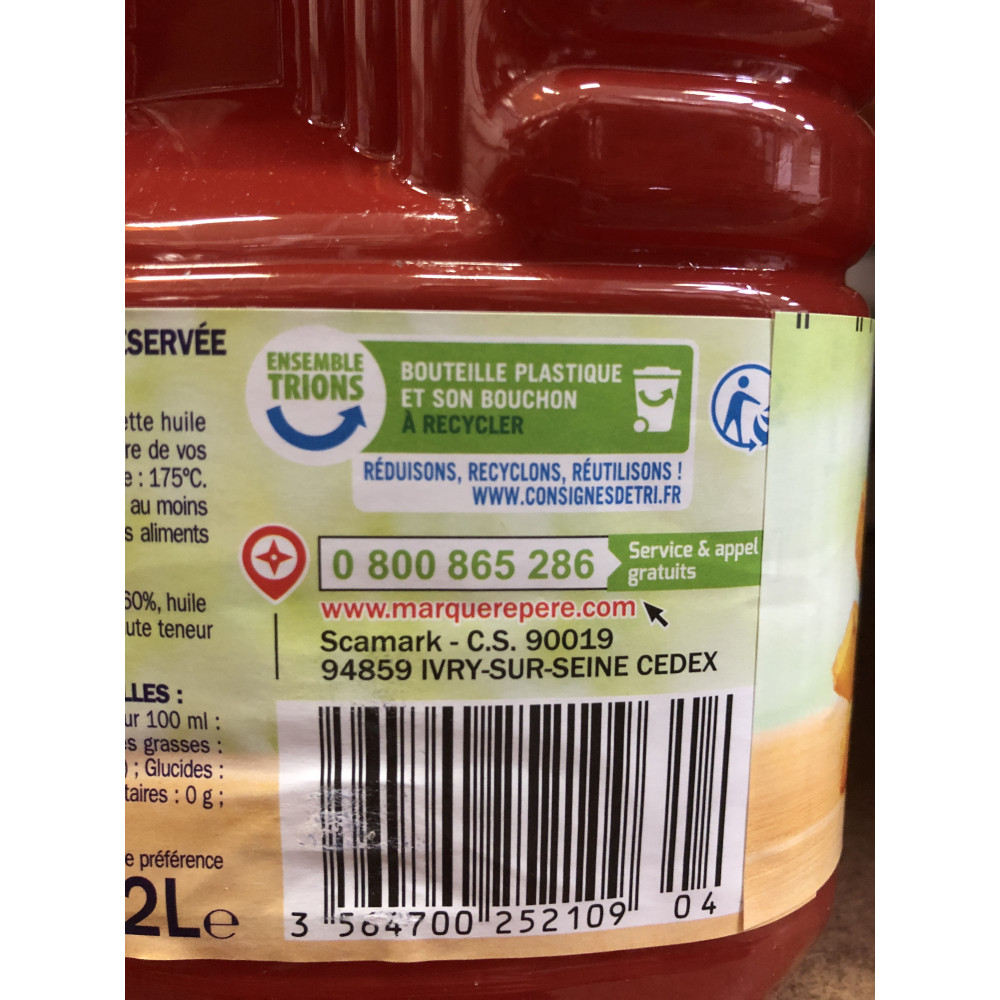 ette huile
re de vos
: 175°C.
au moins
aliments
60%, huile
ute teneur
LES :
ur 100 ml :
s grasses :
) ; Glucides :
taires : 0 g ;
préférence
2Le
ENSEMBLE
TRIONS
BOUTEILLE PLASTIQUE
ET SON BOUCHON
À RECYCLER
RÉDUISONS, RECYCLONS, RÉUTILISONS !
WWW.CONSIGNESDETRI.FR
0 800 865 286
Service & appel
gratuits
www.marquerepere.com
Scamark - C.S. 90019
94859 IVRY-SUR-SEINE CEDEX
3 564700 252109 04